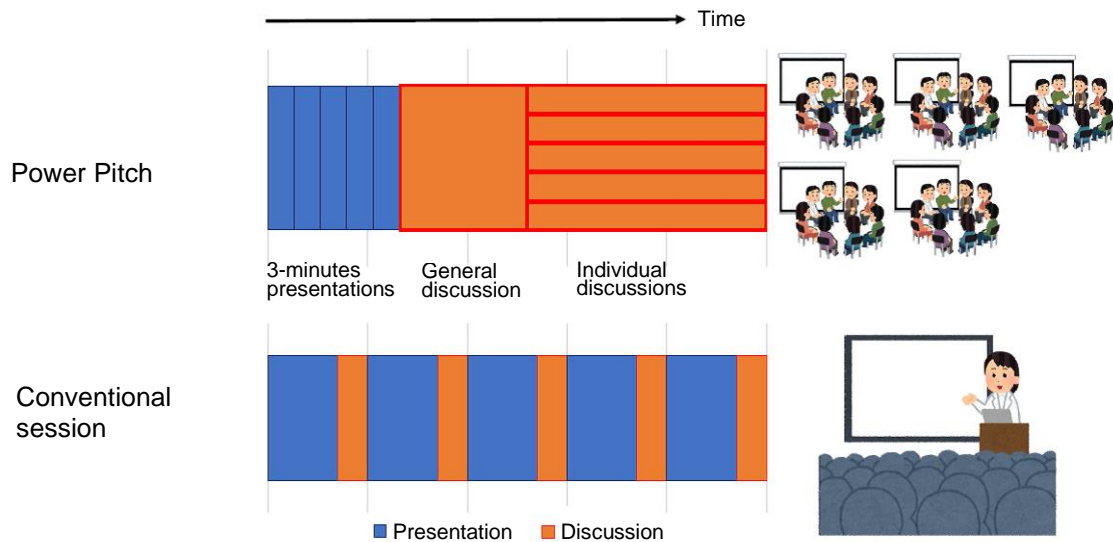 Time
Power Pitch
3-minutes
presentations
General
discussion
Individual
discussions
Conventional
session
Presentation
Discussion